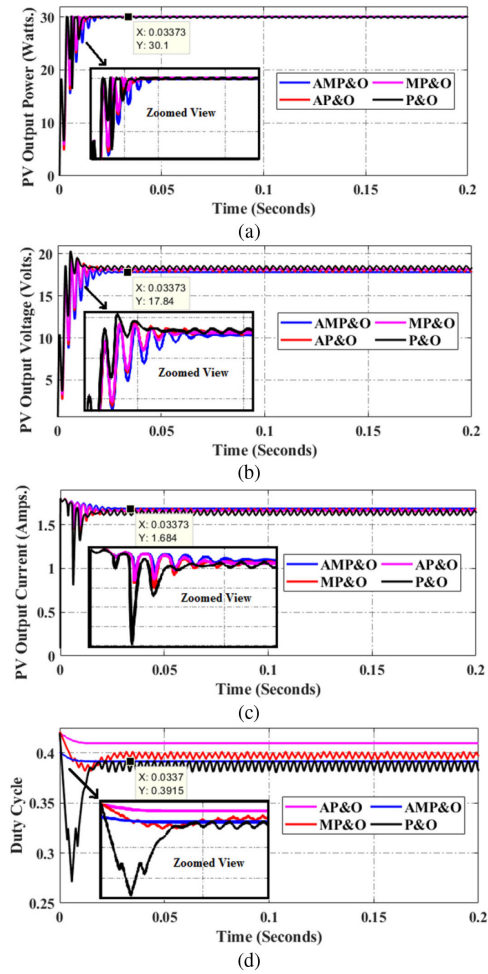 PV Output Power (Watts.)
30
20
10
0
X: 0.03373
Y: 30.1
Zoomed View
AMP&O MP&O
AP&O P&O
0 0.05 0.1 0.15 0.2
Time (Seconds)
(a)
PV Output Voltage (Volts.)
20
15
10
5
X: 0.03373
Y: 17.84
Zoomed View
AMP&O MP&O
AP&O P&O
0 0.05 0.1 0.15 0.2
Time (Seconds)
(b)
PV Output Current (Amps.)
1.5
1
0.5
0
X: 0.03373
Y: 1.684
Zoomed View
AMP&O AP&O
MP&O P&O
0 0.05 0.1 0.15 0.2
Time (Seconds)
(c)
Duty Cycle
0.4
0.35
0.3
0.25
X: 0.0337
Y: 0.3915
Zoomed View
AP&O AMP&O
MP&O P&O
0 0.05 0.1 0.15 0.2
Time (Seconds)
(d)